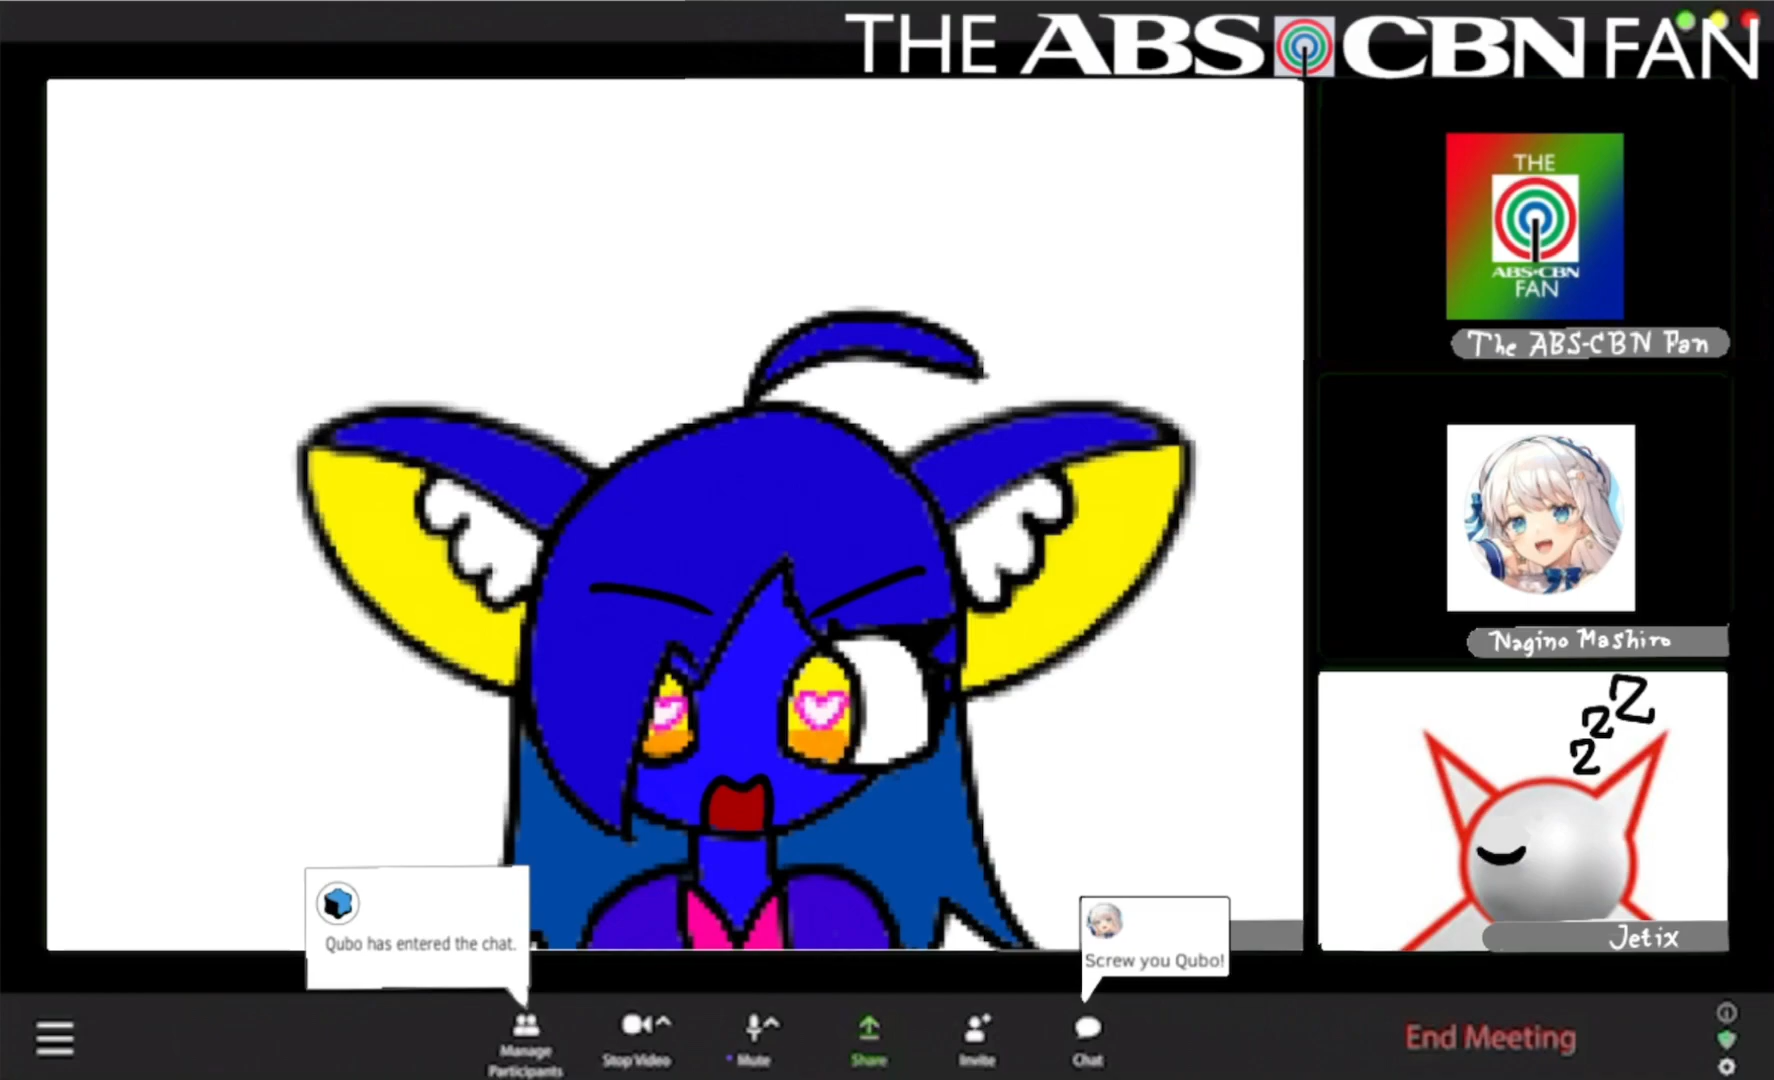 THE ABS CBN FAN
THE
ABS-CBN
FAN
The ABS-CBN Fan
Nagino Mashiro
zzZ
Jetix
Qubo has entered the chat.
Screw you Qubo!
Manage
Participants
Stop Video
Mute
Share
Invite
Chat
End Meeting